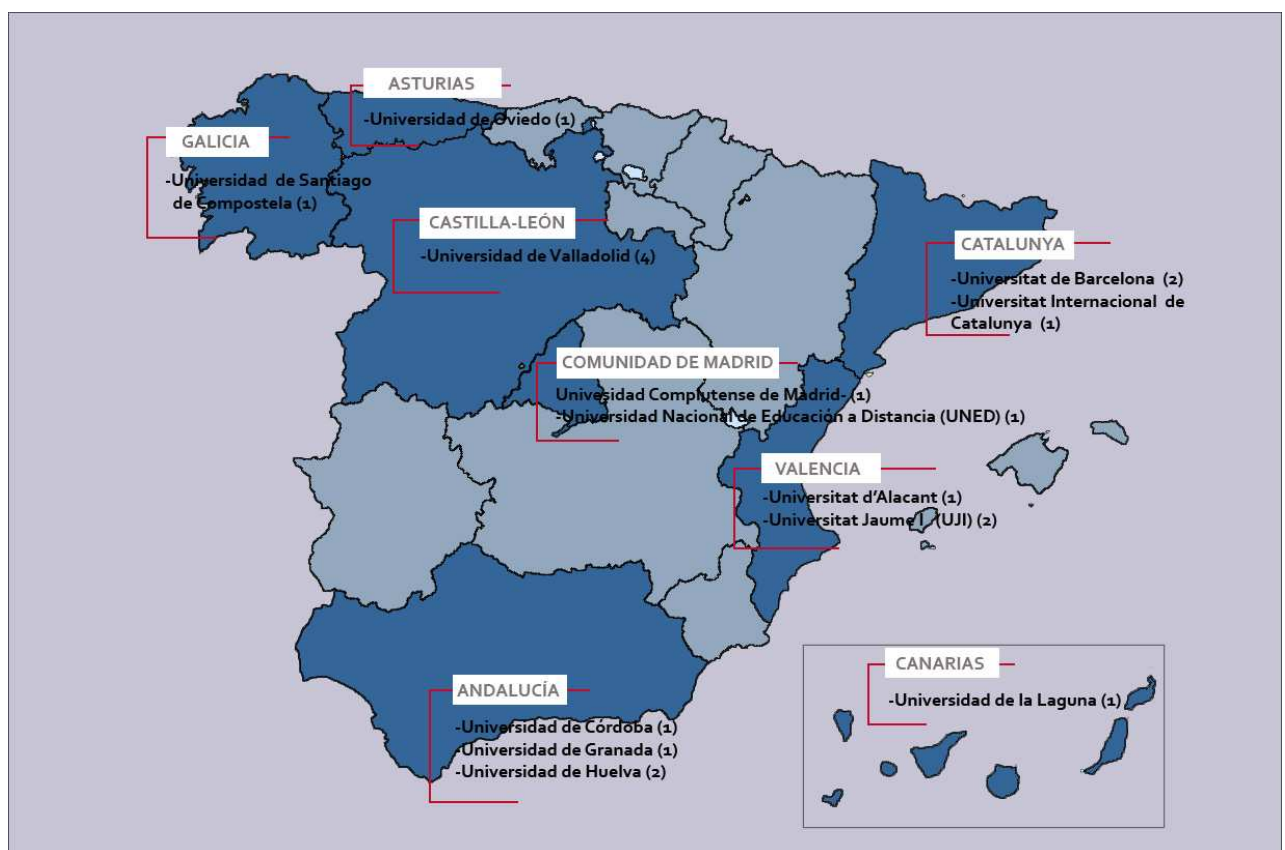 ASTURIAS
-Universidad de Oviedo (1)
GALICIA
-Universidad de Santiago
de Compostela (1)
CASTILLA-LEÓN
-Universidad de Valladolid (4)
CATALUNYA
-Universitat de Barcelona (2)
-Universitat Internacional de
Catalunya (1)
COMUNIDAD DE MADRID
Univesidad Complutense de Madrid- (1)
-Universidad Nacional de Educación a Distancia (UNED) (1)
VALENCIA
-Universitat d'Alacant (1)
-Universitat Jaume I (UJI) (2)
CANARIAS
-Universidad de la Laguna (1)
ANDALUCÍA
-Universidad de Córdoba (1)
-Universidad de Granada (1)
-Universidad de Huelva (2)